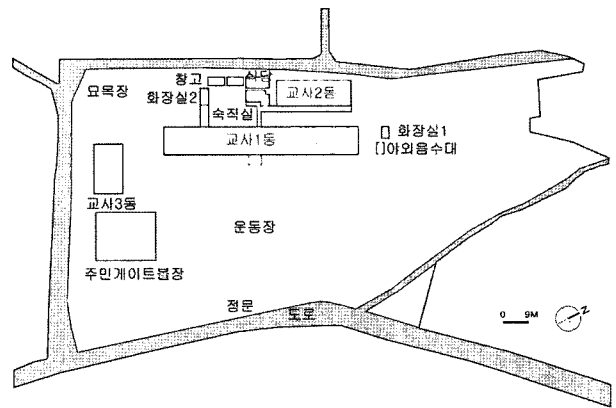 식당
창고
묘목장
교사2동
화장실2
숙직실
교사1동
화장실1
야외음수대
교사3동
운동장
주민게이트볼장
정문
도로
0 9M
N